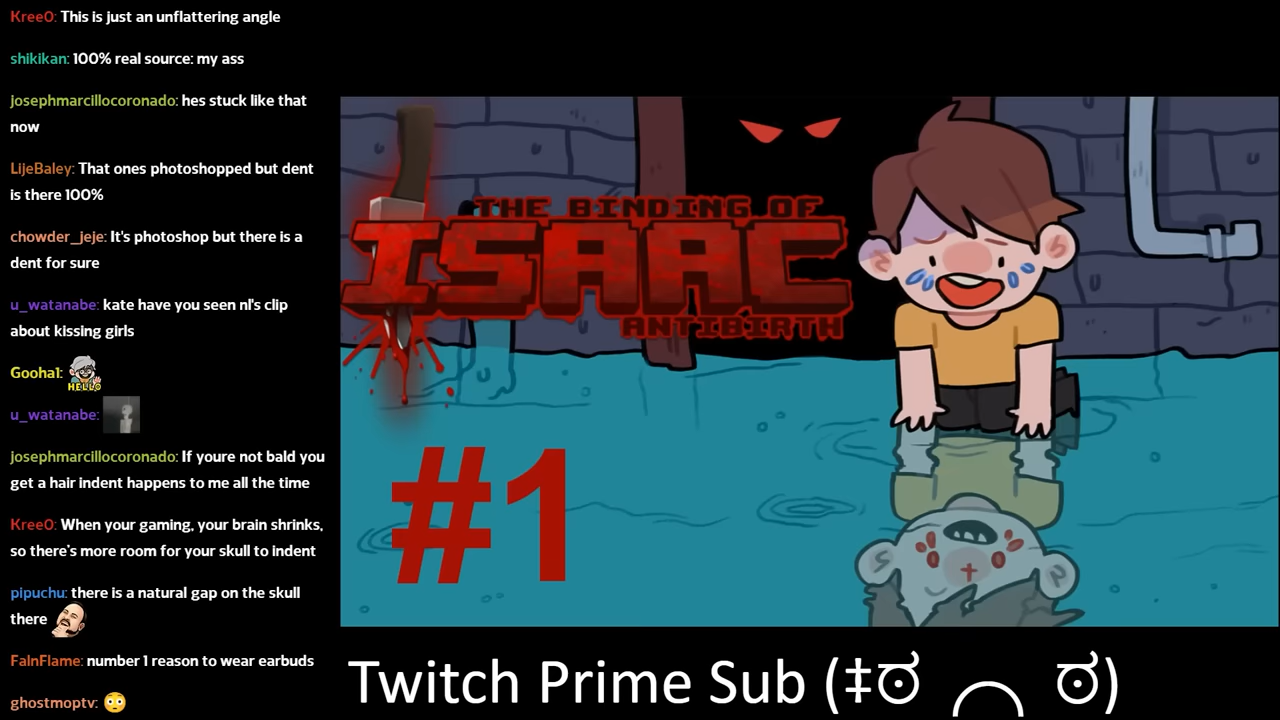 KreeO: This is just an unflattering angle
shikikan: 100% real source: my ass
josephmarcillocoronado: hes stuck like that
now
LijeBaley: That ones photoshopped but dent
is there 100%
chowder_jeje: It's photoshop but there is a
dent for sure
u_watanabe: kate have you seen nl's clip
about kissing girls
Gooha1:
HELLO
u_watanabe:
josephmarcillocoronado: If youre not bald you
get a hair indent happens to me all the time
KreeO: When your gaming, your brain shrinks,
so there's more room for your skull to indent
pipuchu: there is a natural gap on the skull
there
FalnFlame: number 1 reason to wear earbuds
ghostmoptv:
THE BINDING OF
ISAAC
ANTIBIRTH
#1
Twitch Prime Sub (‡ಠ ╭╮ ಠ)